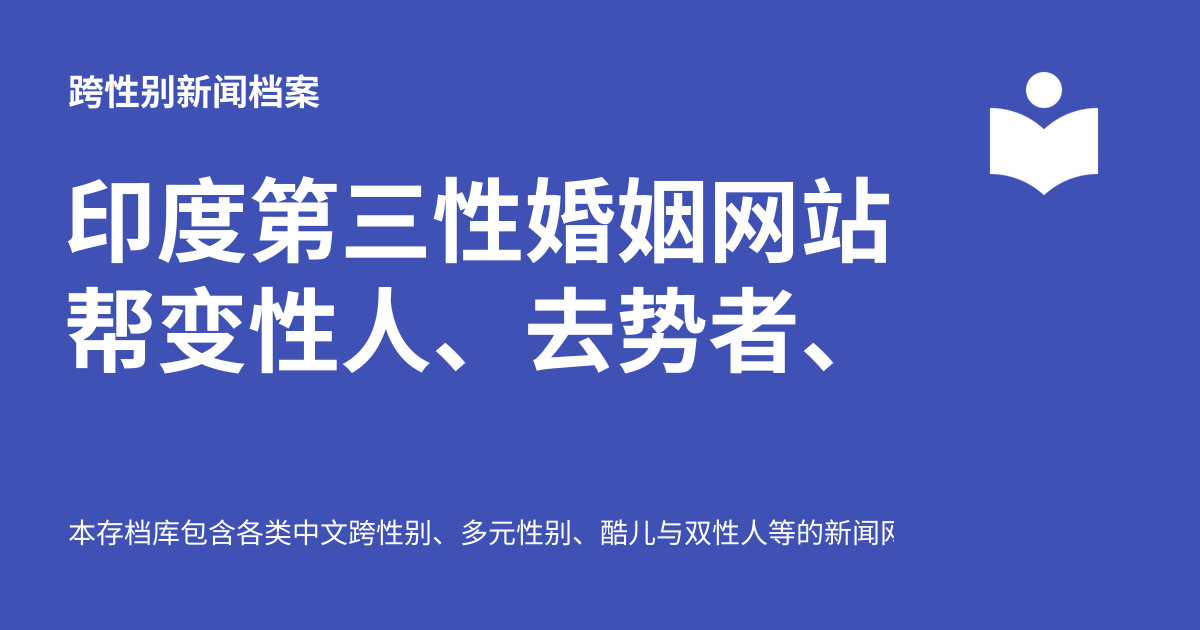 跨性别新闻档案
印度第三性婚姻网站
帮变性人、去势者、
本存档库包含各类中文跨性别、多元性别、酷儿与双性人等的新闻网